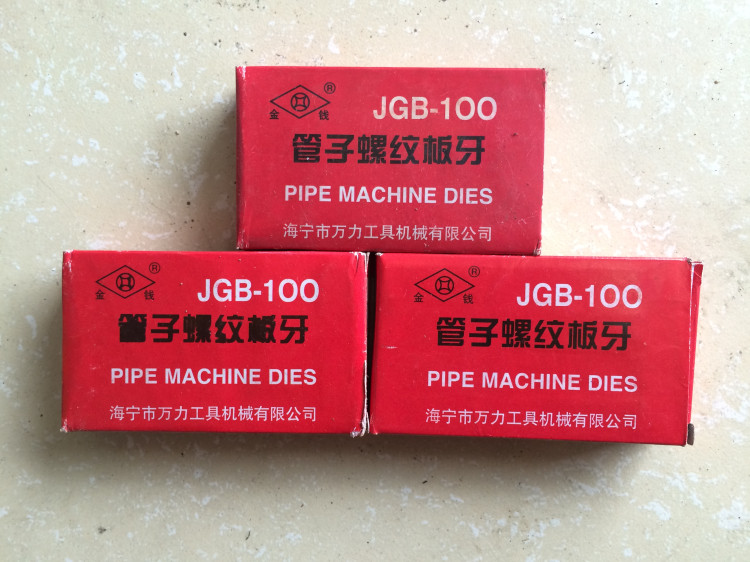 金 钱 ®
JGB-100
管子螺纹板牙
PIPE MACHINE DIES
海宁市万力工具机械有限公司
金 钱 ®
JGB-100
管子螺纹板牙
PIPE MACHINE DIES
海宁市万力工具机械有限公司
金 钱 ®
JGB-100
管子螺纹板牙
PIPE MACHINE DIES
海宁市万力工具机械有限公司